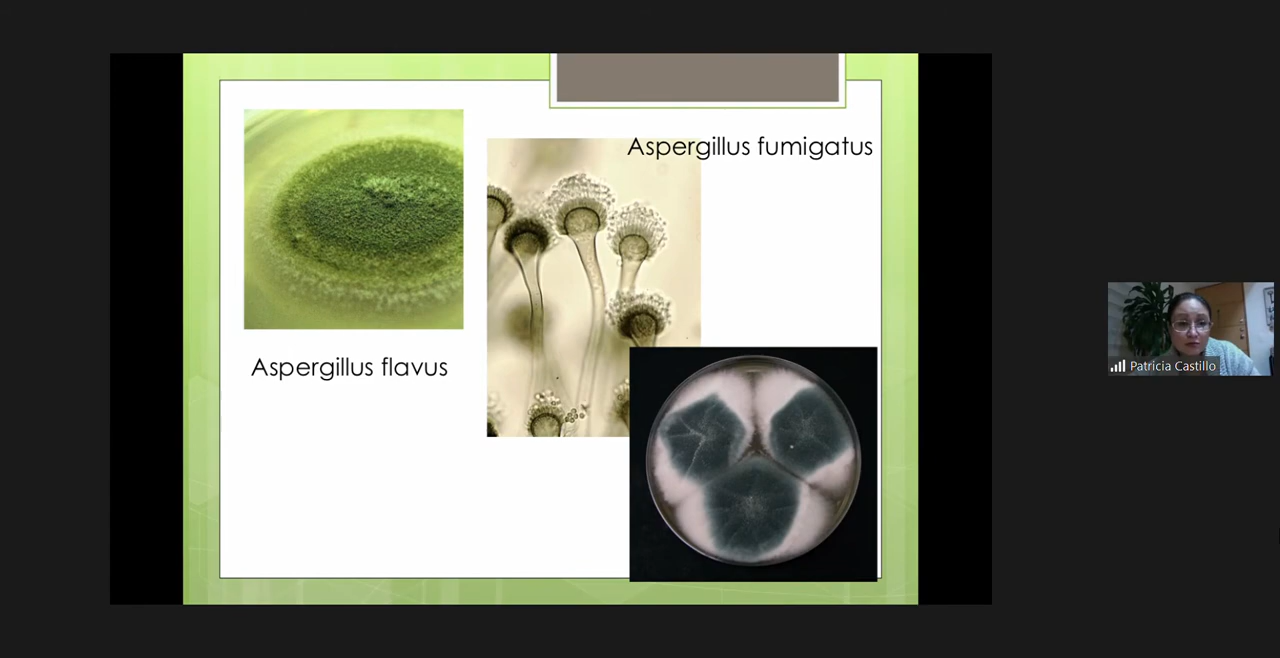 Aspergillus fumigatus
Aspergillus flavus
Patricia Castillo